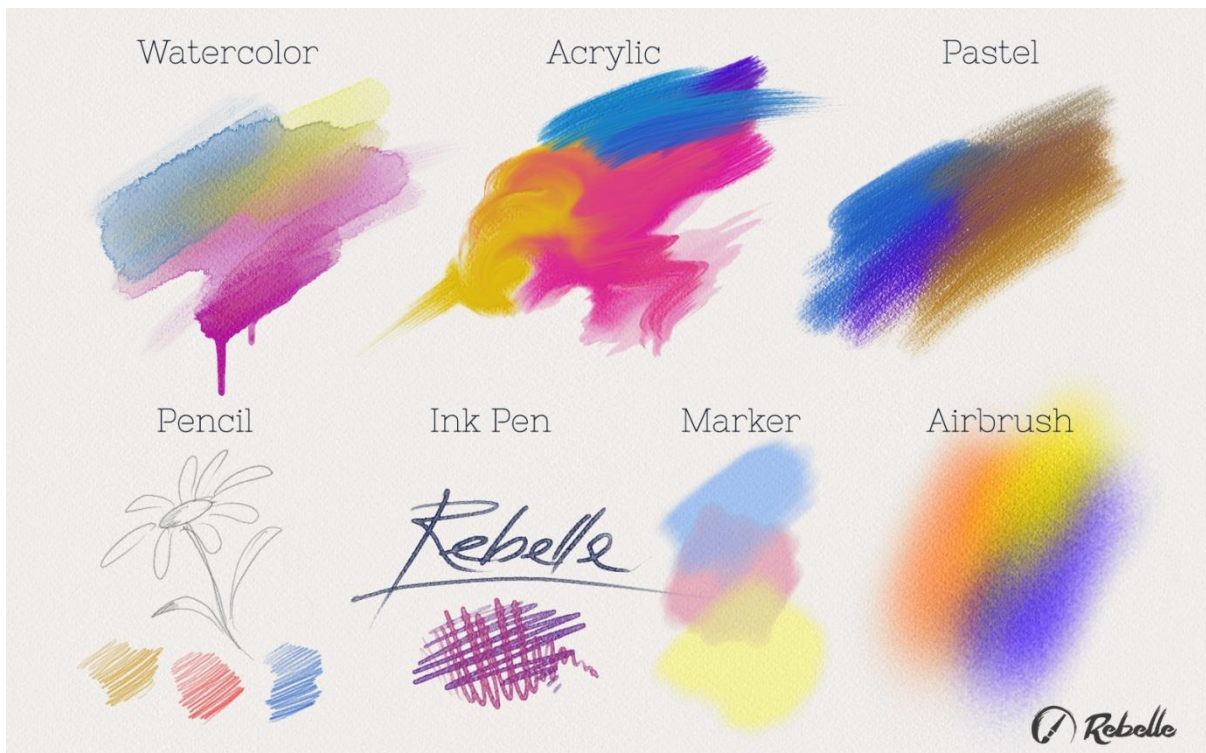 Watercolor
Acrylic
Pastel
Pencil
Ink Pen
Marker
Airbrush
Rebelle
Rebelle